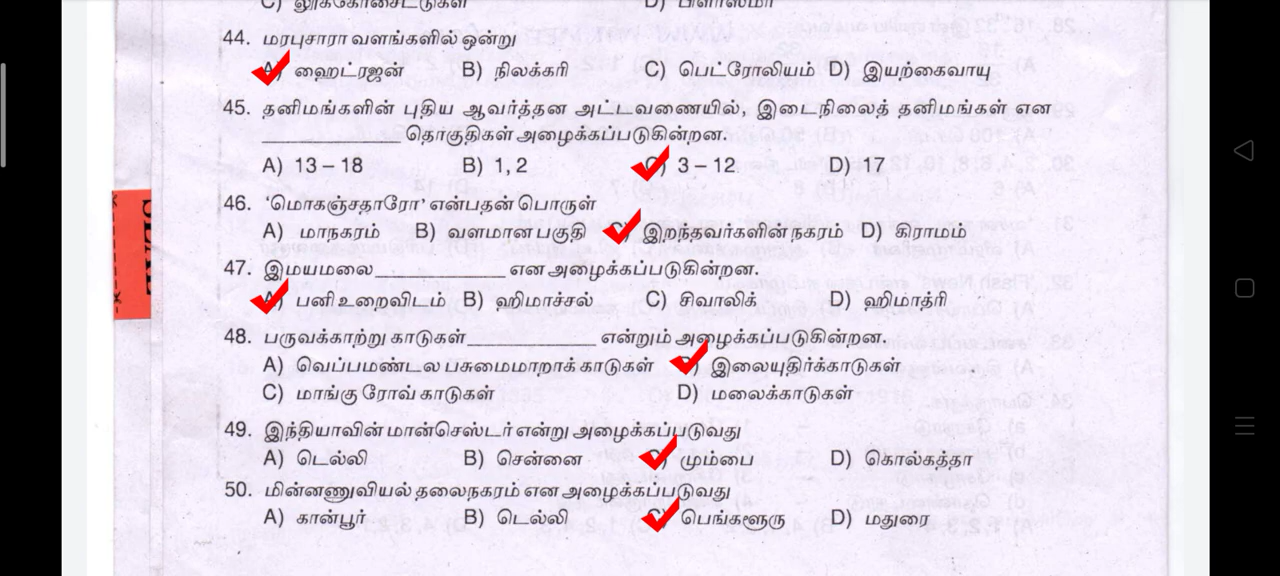 C) லூக்கோசைட்டுகள் D) பிளாஸ்மா
44. மரபுசாரா வளங்களில் ஒன்று
A) ஹைட்ரஜன் B) நிலக்கரி C) பெட்ரோலியம் D) இயற்கைவாயு
45. தனிமங்களின் புதிய ஆவர்த்தன அட்டவணையில், இடைநிலைத் தனிமங்கள் என
____________ தொகுதிகள் அழைக்கப்படுகின்றன.
A) 13 – 18 B) 1, 2 C) 3 – 12 D) 17
46. ‘மொகஞ்சதாரோ’ என்பதன் பொருள்
A) மாநகரம் B) வளமான பகுதி C) இறந்தவர்களின் நகரம் D) கிராமம்
47. இமயமலை ____________ என அழைக்கப்படுகின்றன.
A) பனி உறைவிடம் B) ஹிமாச்சல் C) சிவாலிக் D) ஹிமாத்ரி
48. பருவக்காற்று காடுகள் ____________ என்றும் அழைக்கப்படுகின்றன.
A) வெப்பமண்டல பசுமைமாறாக் காடுகள் B) இலையுதிர்க்காடுகள்
C) மாங்குரோவ் காடுகள் D) மலைக்காடுகள்
49. இந்தியாவின் மான்செஸ்டர் என்று அழைக்கப்படுவது
A) டெல்லி B) சென்னை C) மும்பை D) கொல்கத்தா
50. மின்னணுவியல் தலைநகரம் என அழைக்கப்படுவது
A) கான்பூர் B) டெல்லி C) பெங்களூரு D) மதுரை